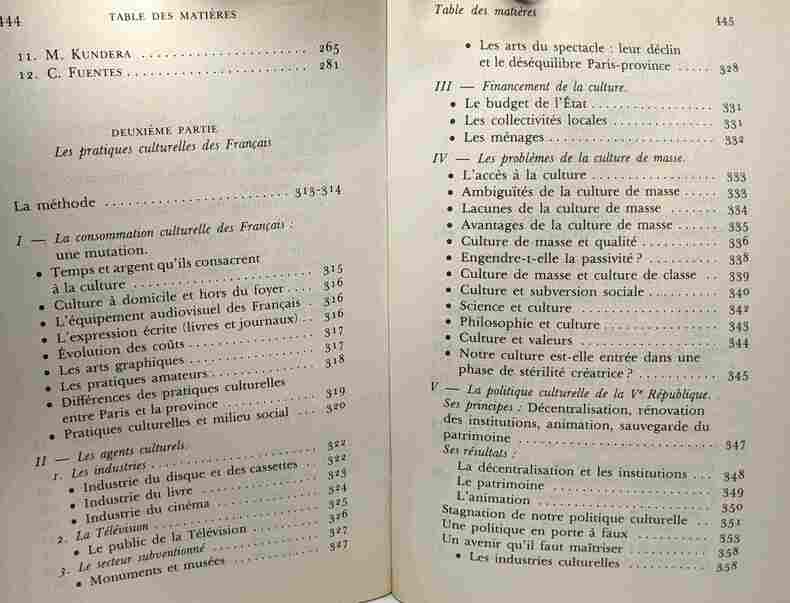 444 TABLE DES MATIÈRES
11. M. KUNDERA ..................... 265
12. C. FUENTES ....................... 281
DEUXIÈME PARTIE
Les pratiques culturelles des Français
La méthode ........................ 313-314
I — La consommation culturelle des Français :
une mutation.
• Temps et argent qu'ils consacrent
à la culture ........................ 315
• Culture à domicile et hors du foyer .... 316
• L'équipement audiovisuel des Français . 316
• L'expression écrite (livres et journaux) .. 316
• Évolution des coûts ................. 317
• Les arts graphiques ................. 317
• Les pratiques amateurs .............. 318
• Différences des pratiques culturelles
entre Paris et la province ............ 319
• Pratiques culturelles et milieu social ... 320
II — Les agents culturels.
1. Les industries ..................... 322
• Industrie du disque et des cassettes .. 322
• Industrie du livre ................. 323
• Industrie du cinéma ............... 324
2. La Télévision ...................... 325
• Le public de la Télévision .......... 326
3. Le secteur subventionné ............. 327
• Monuments et musées .............. 327
Table des matières 445
• Les arts du spectacle : leur déclin
et le déséquilibre Paris-province ..... 328
III — Financement de la culture.
• Le budget de l'État .................. 331
• Les collectivités locales .............. 331
• Les ménages ........................ 332
IV — Les problèmes de la culture de masse.
• L'accès à la culture .................. 333
• Ambiguïtés de la culture de masse ..... 333
• Lacunes de la culture de masse ....... 334
• Avantages de la culture de masse ...... 335
• Culture de masse et qualité ........... 336
• Engendre-t-elle la passivité ? .......... 338
• Culture de masse et culture de classe .. 339
• Culture et subversion sociale .......... 340
• Science et culture ................... 342
• Philosophie et culture ................ 343
• Culture et valeurs ................... 344
• Notre culture est-elle entrée dans une
phase de stérilité créatrice ? ........... 345
V — La politique culturelle de la Ve République.
Ses principes : Décentralisation, rénovation
des institutions, animation, sauvegarde du
patrimoine ......................... 347
Ses résultats :
La décentralisation et les institutions ... 348
Le patrimoine ...................... 349
L'animation ........................ 350
Stagnation de notre politique culturelle .. 351
Une politique en porte à faux .......... 353
Un avenir qu'il faut maîtriser .......... 358
• Les industries culturelles ............. 358